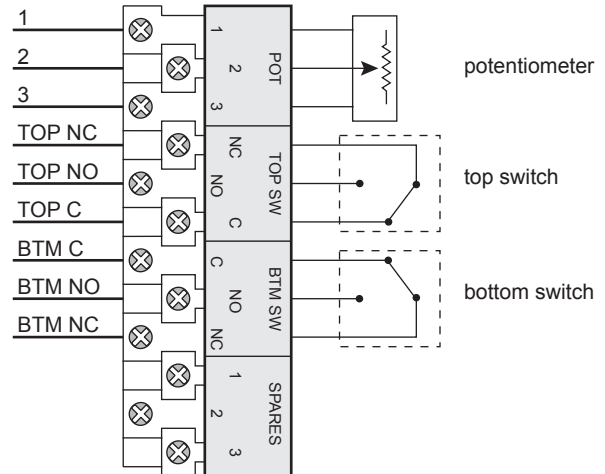 1
2
3
TOP NC
TOP NO
TOP C
BTM C
BTM NO
BTM NC
1
2
3
POT
NC
NO
C
TOP SW
C
NO
NC
BTM SW
1
2
3
SPARES
potentiometer
top switch
bottom switch